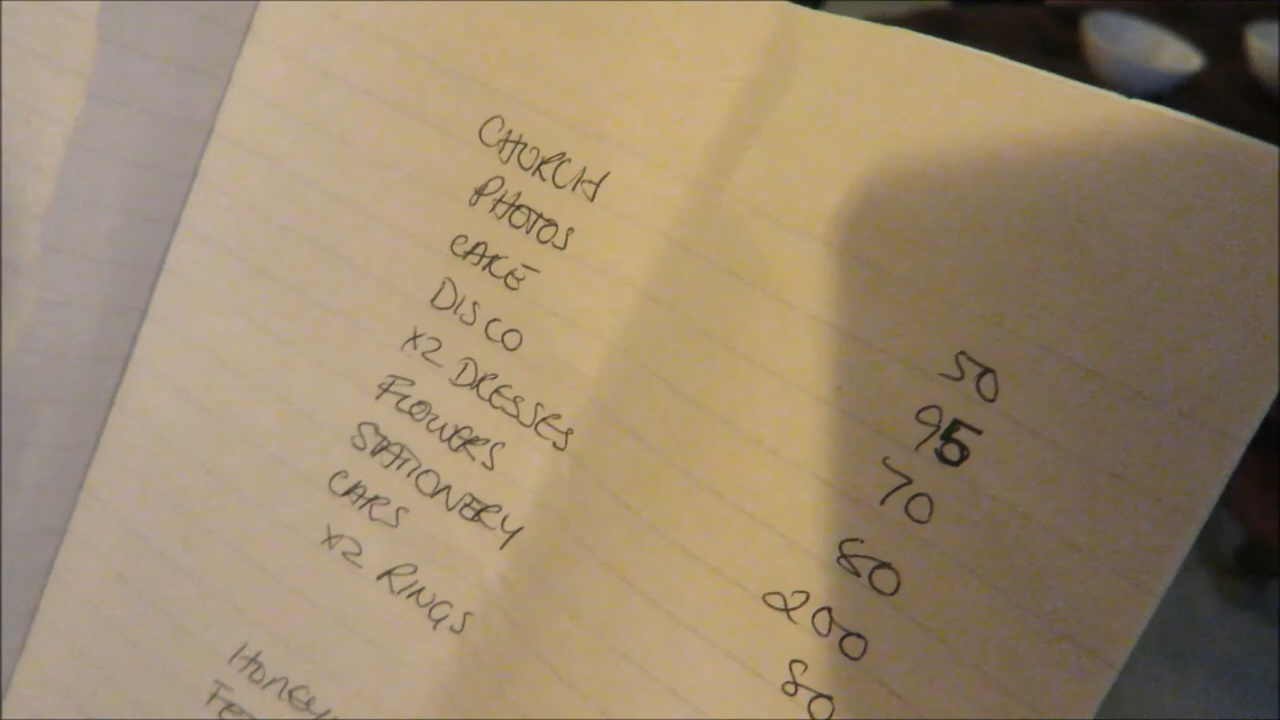 CHURCH 50
PHOTOS 95
CAKE 70
DISCO 80
x2 DRESSES 200
FLOWERS 80
STATIONERY
CARS
x2 RINGS